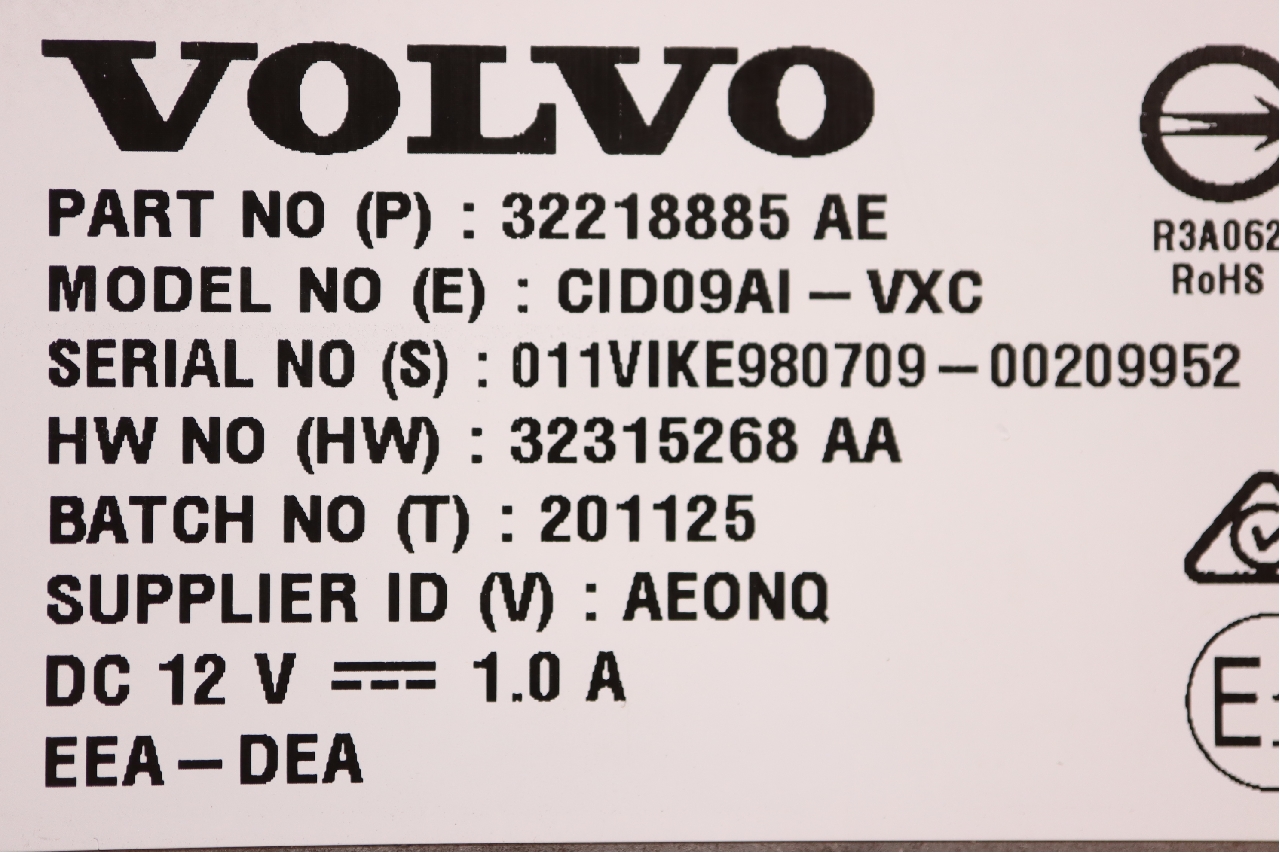 VOLVO
PART NO (P) : 32218885 AE
MODEL NO (E) : CID09AI – VXC
SERIAL NO (S) : 011VIKE980709 – 00209952
HW NO (HW) : 32315268 AA
BATCH NO (T) : 201125
SUPPLIER ID (V) : AEONQ
DC 12 V ⎓ 1.0 A
EEA – DEA
R3A062
RoHS